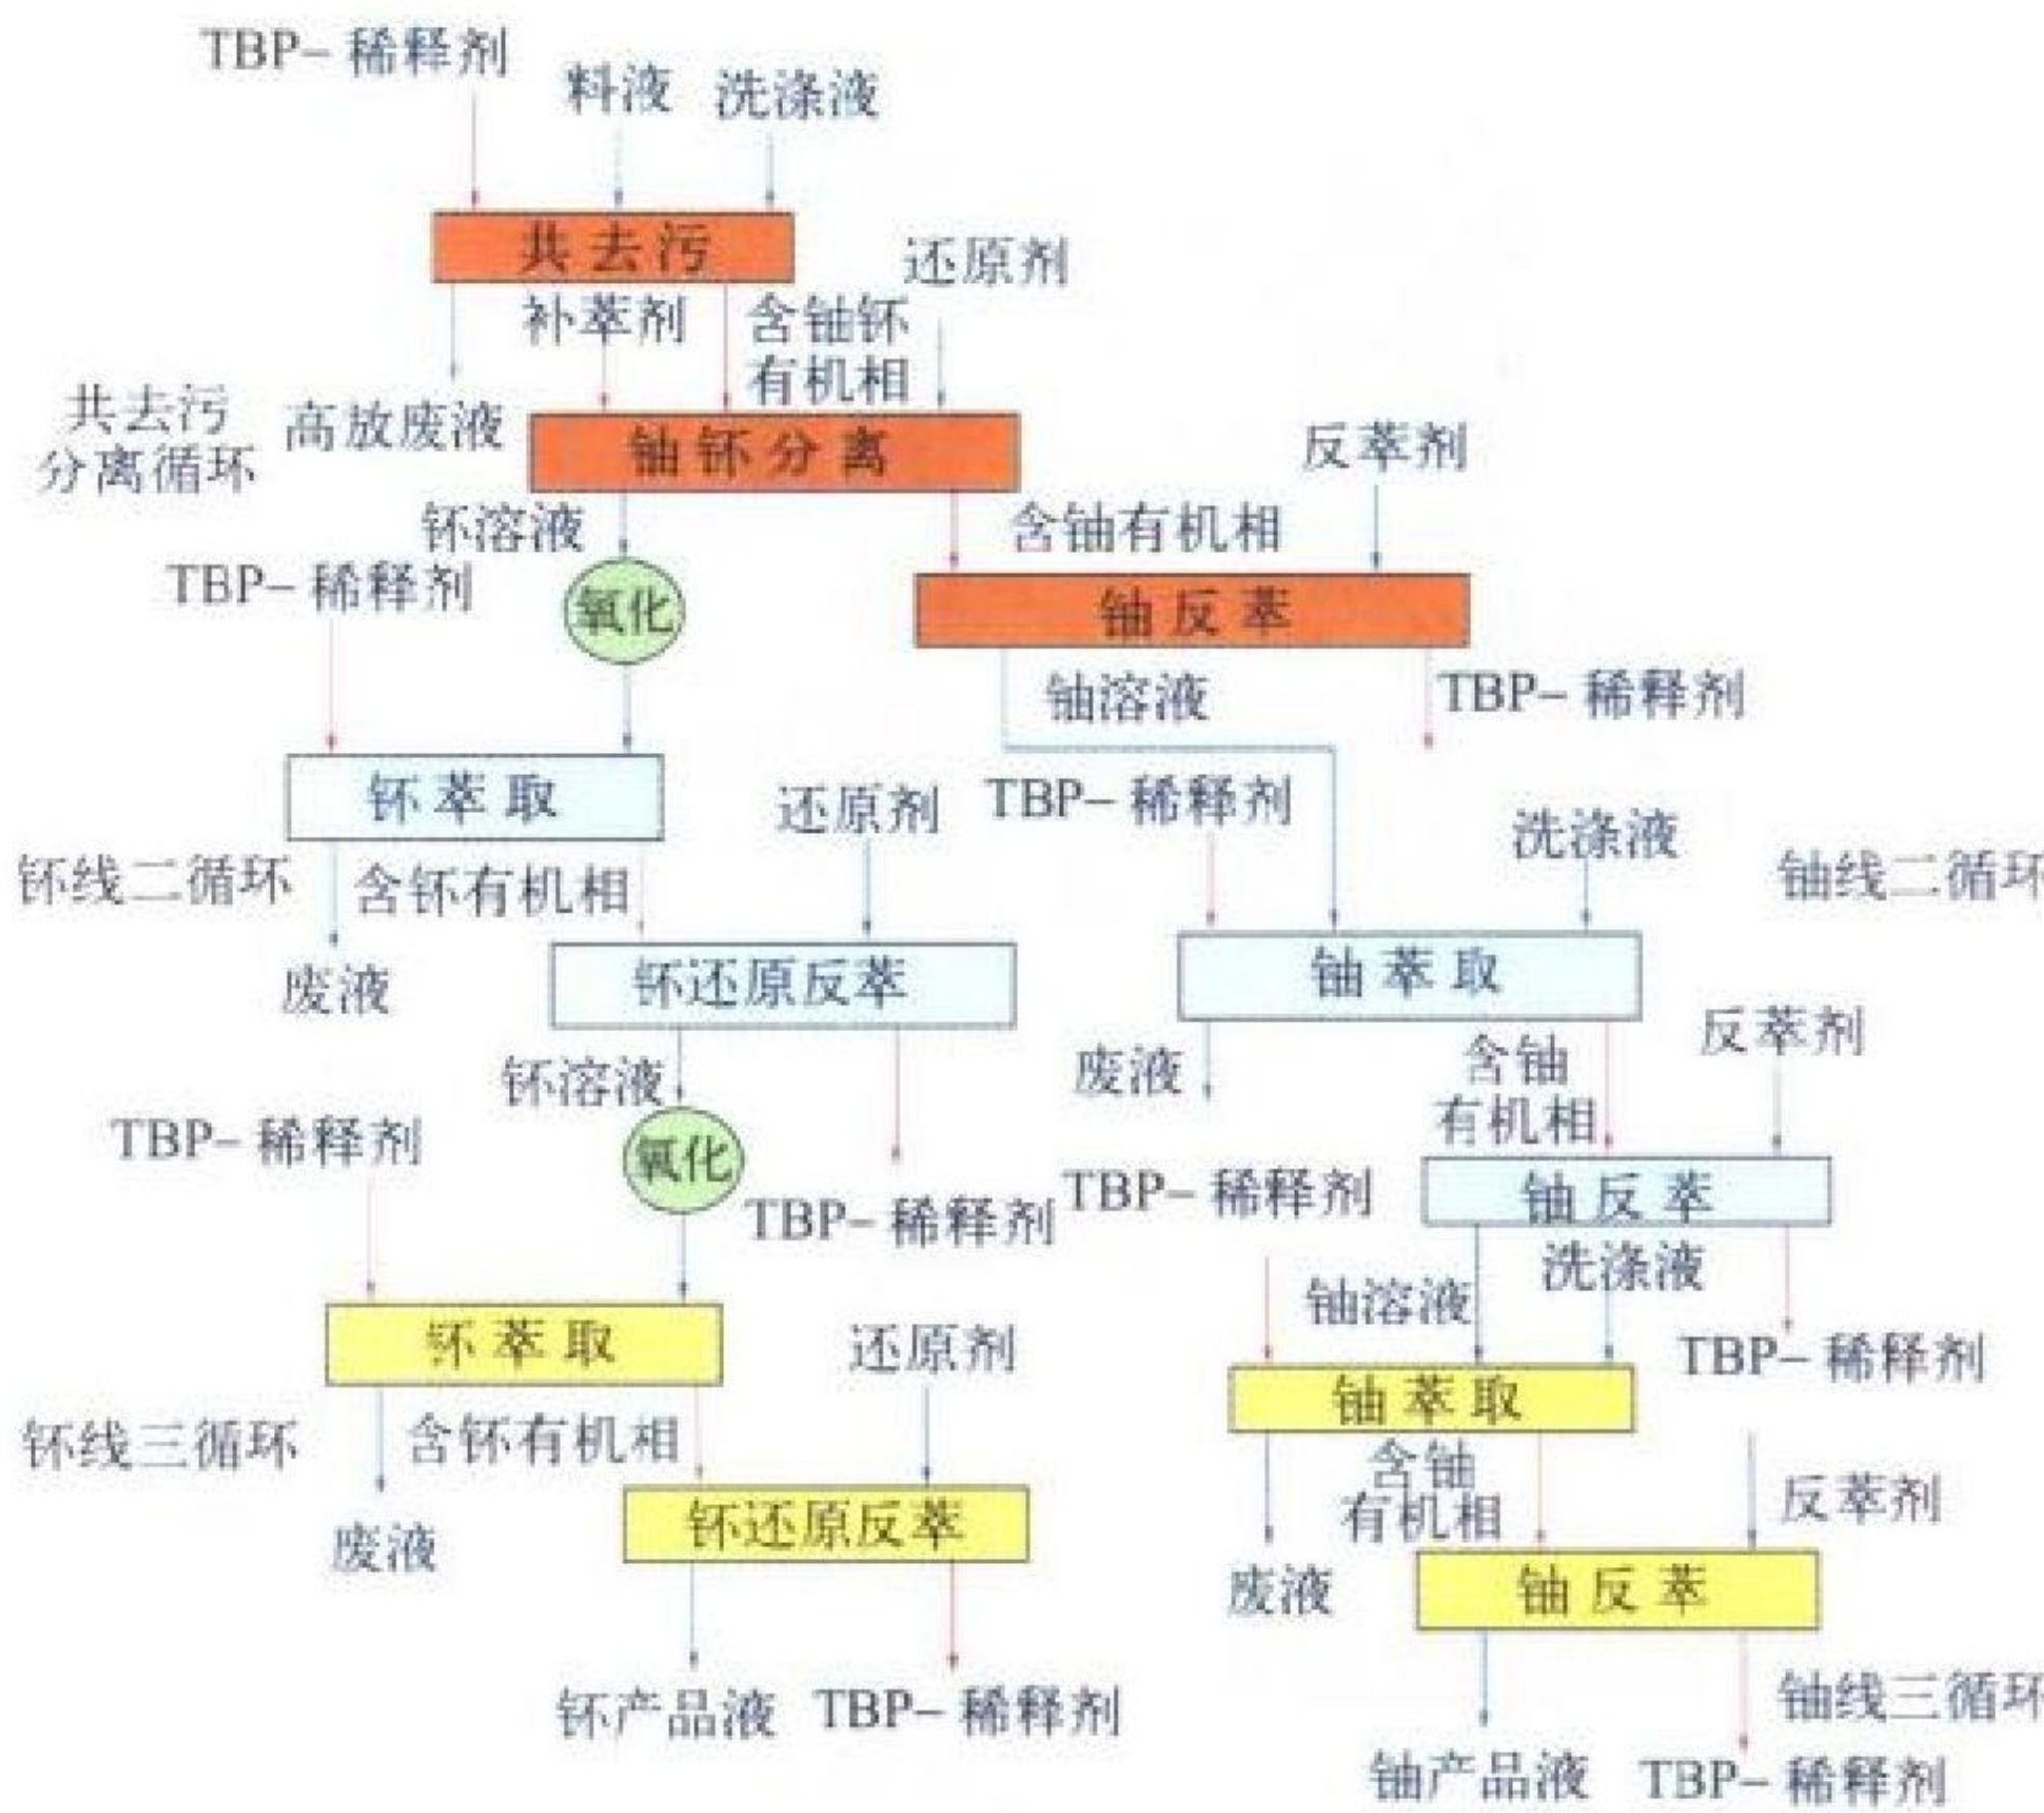 TBP-稀释剂
料液
洗涤液
共去污
还原剂
补萃剂
含铀钚
有机相
共去污
分离循环
高放废液
铀钚分离
反萃剂
钚溶液
含铀有机相
TBP-稀释剂
氧化
铀反萃
铀溶液
TBP-稀释剂
钚萃取
还原剂
TBP-稀释剂
洗涤液
钚线二循环
含钚有机相
铀线二循环
废液
钚还原反萃
铀萃取
钚溶液
废液
含铀
有机相
反萃剂
TBP-稀释剂
氧化
TBP-稀释剂
TBP-稀释剂
铀反萃
铀溶液
洗涤液
钚萃取
还原剂
TBP-稀释剂
铀萃取
钚线三循环
含钚有机相
含铀
有机相
反萃剂
废液
钚还原反萃
废液
铀反萃
钚产品液
TBP-稀释剂
铀线三循环
铀产品液
TBP-稀释剂